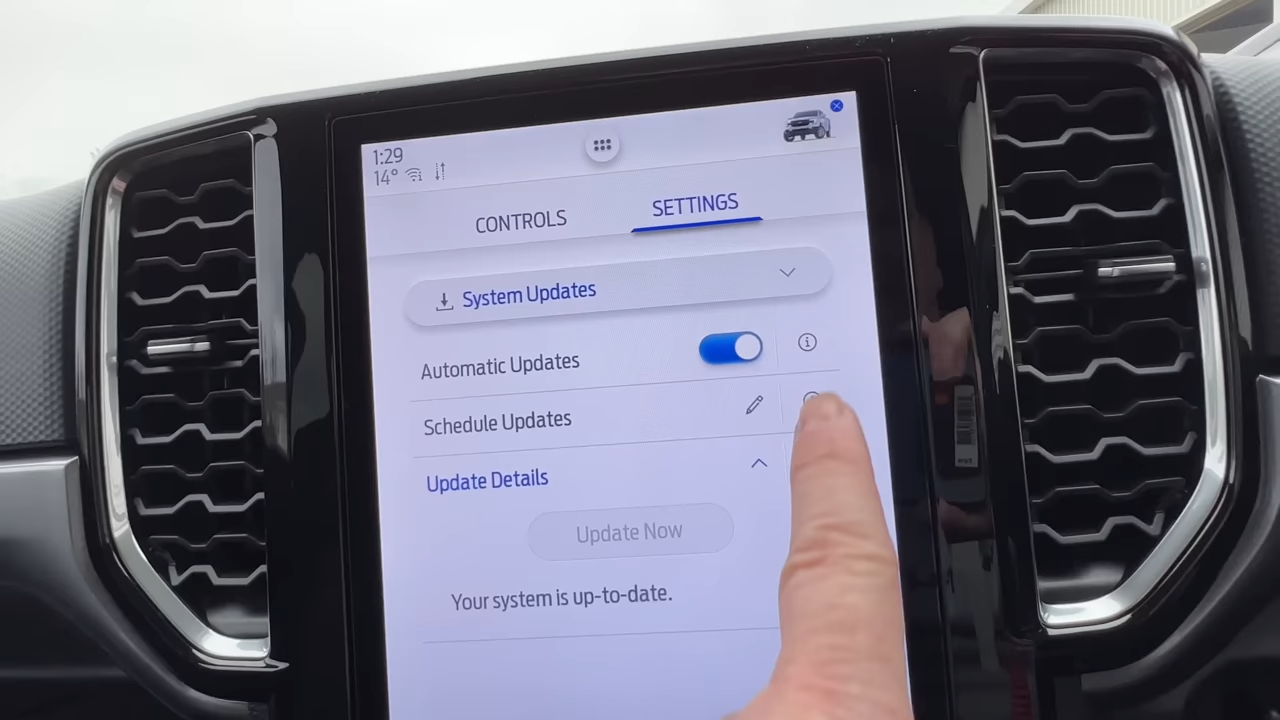 1:29
14°
CONTROLS
SETTINGS
System Updates
Automatic Updates
Schedule Updates
Update Details
Update Now
Your system is up-to-date.